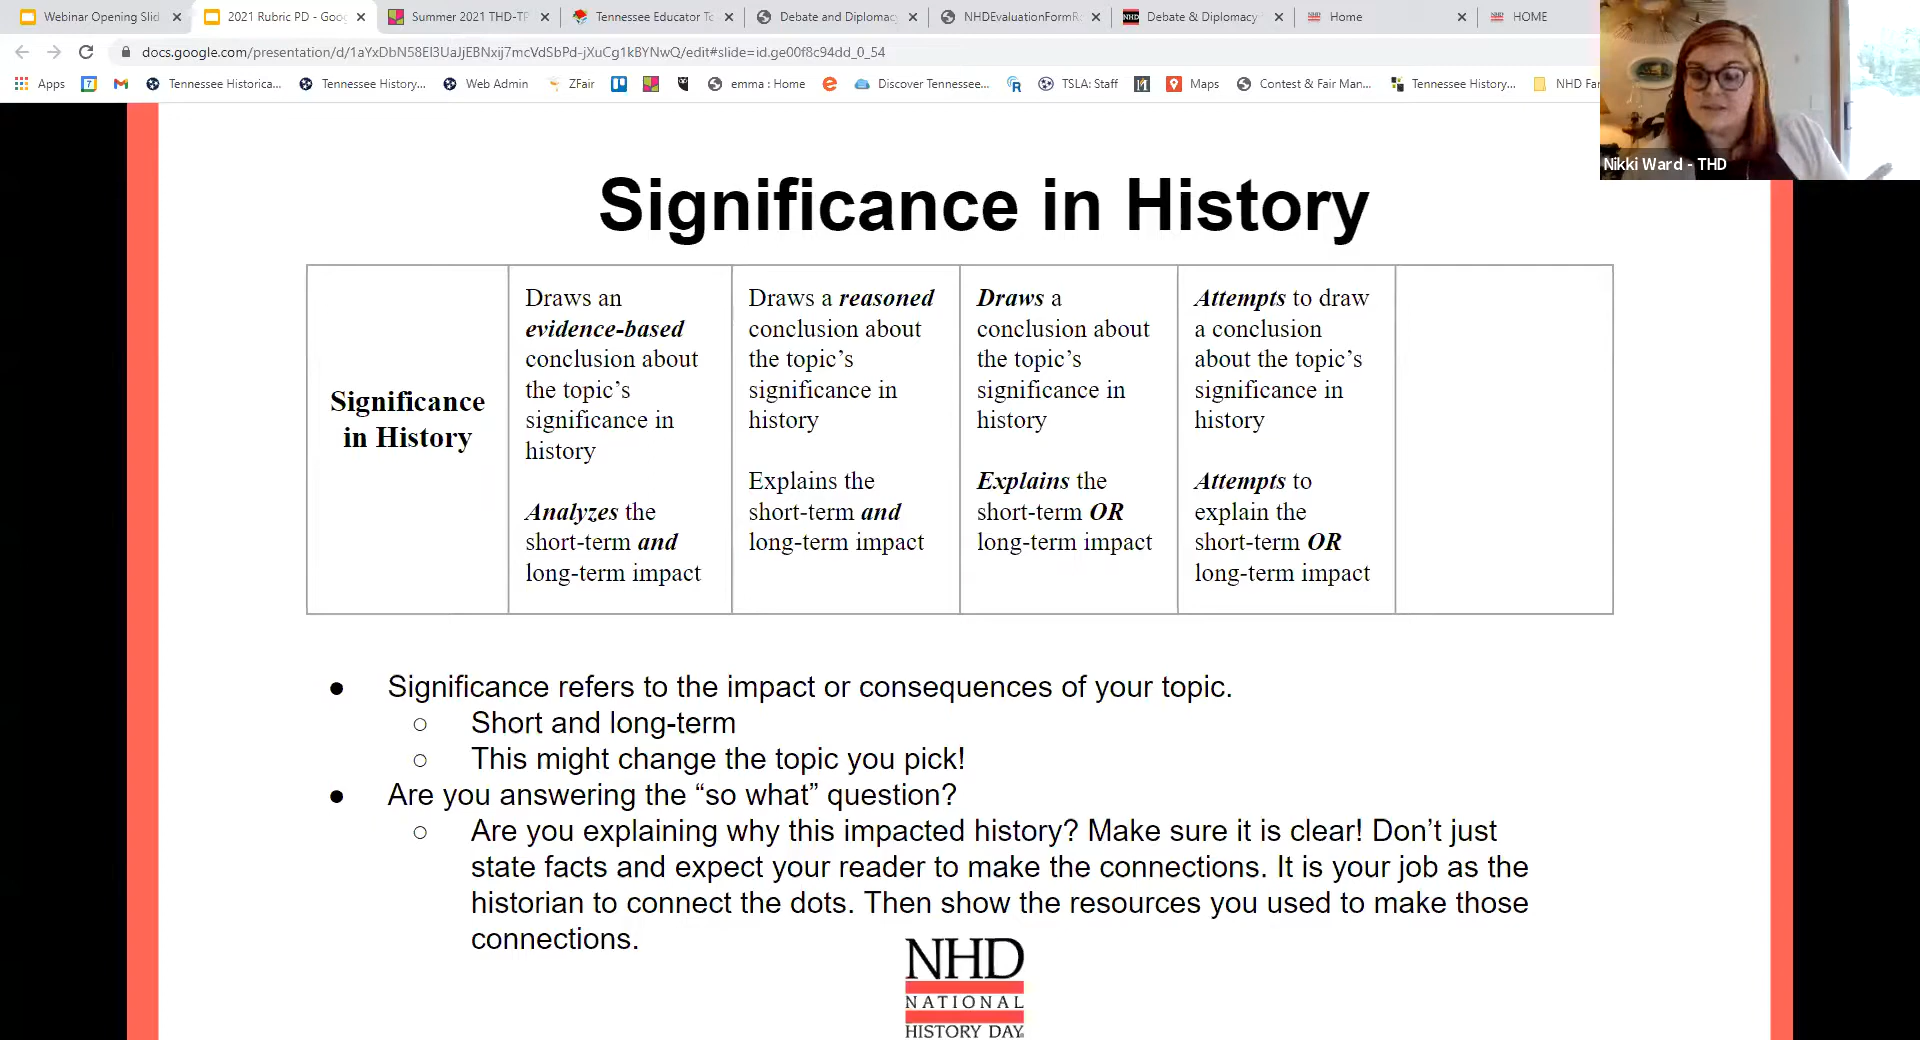 Webinar Opening Slid
2021 Rubric PD - Goog
Summer 2021 THD-TP
Tennessee Educator To
Debate and Diplomacy
NHDEvaluationFormRe
Debate & Diplomacy
Home
HOME
docs.google.com/presentation/d/1aYxDbN58El3UaJjEBNxij7mcVdSbPd-jXuCg1kBYNwQ/edit#slide=id.ge00f8c94dd_0_54
Apps
Tennessee Historica...
Tennessee History...
Web Admin
ZFair
emma : Home
Discover Tennessee...
TSLA: Staff
Maps
Contest & Fair Man...
Tennessee History...
NHD Fai
Nikki Ward - THD
Significance in History
Significance
in History
Draws an
evidence-based
conclusion about
the topic’s
significance in
history
Analyzes the
short-term and
long-term impact
Draws a reasoned
conclusion about
the topic’s
significance in
history
Explains the
short-term and
long-term impact
Draws a
conclusion about
the topic’s
significance in
history
Explains the
short-term OR
long-term impact
Attempts to draw
a conclusion
about the topic’s
significance in
history
Attempts to
explain the
short-term OR
long-term impact
● Significance refers to the impact or consequences of your topic.
○ Short and long-term
○ This might change the topic you pick!
● Are you answering the “so what” question?
○ Are you explaining why this impacted history? Make sure it is clear! Don’t just
state facts and expect your reader to make the connections. It is your job as the
historian to connect the dots. Then show the resources you used to make those
connections.
NHD
NATIONAL
HISTORY DAY